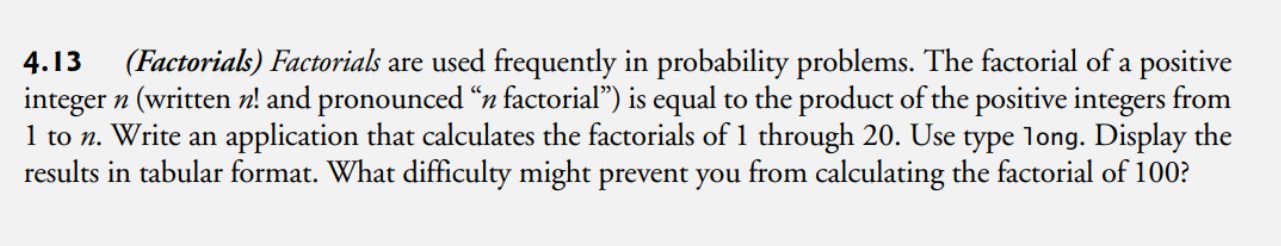 4.13 (Factorials) Factorials are used frequently in probability problems. The factorial of a positive
integer n (written n! and pronounced “n factorial”) is equal to the product of the positive integers from
1 to n. Write an application that calculates the factorials of 1 through 20. Use type long. Display the
results in tabular format. What difficulty might prevent you from calculating the factorial of 100?